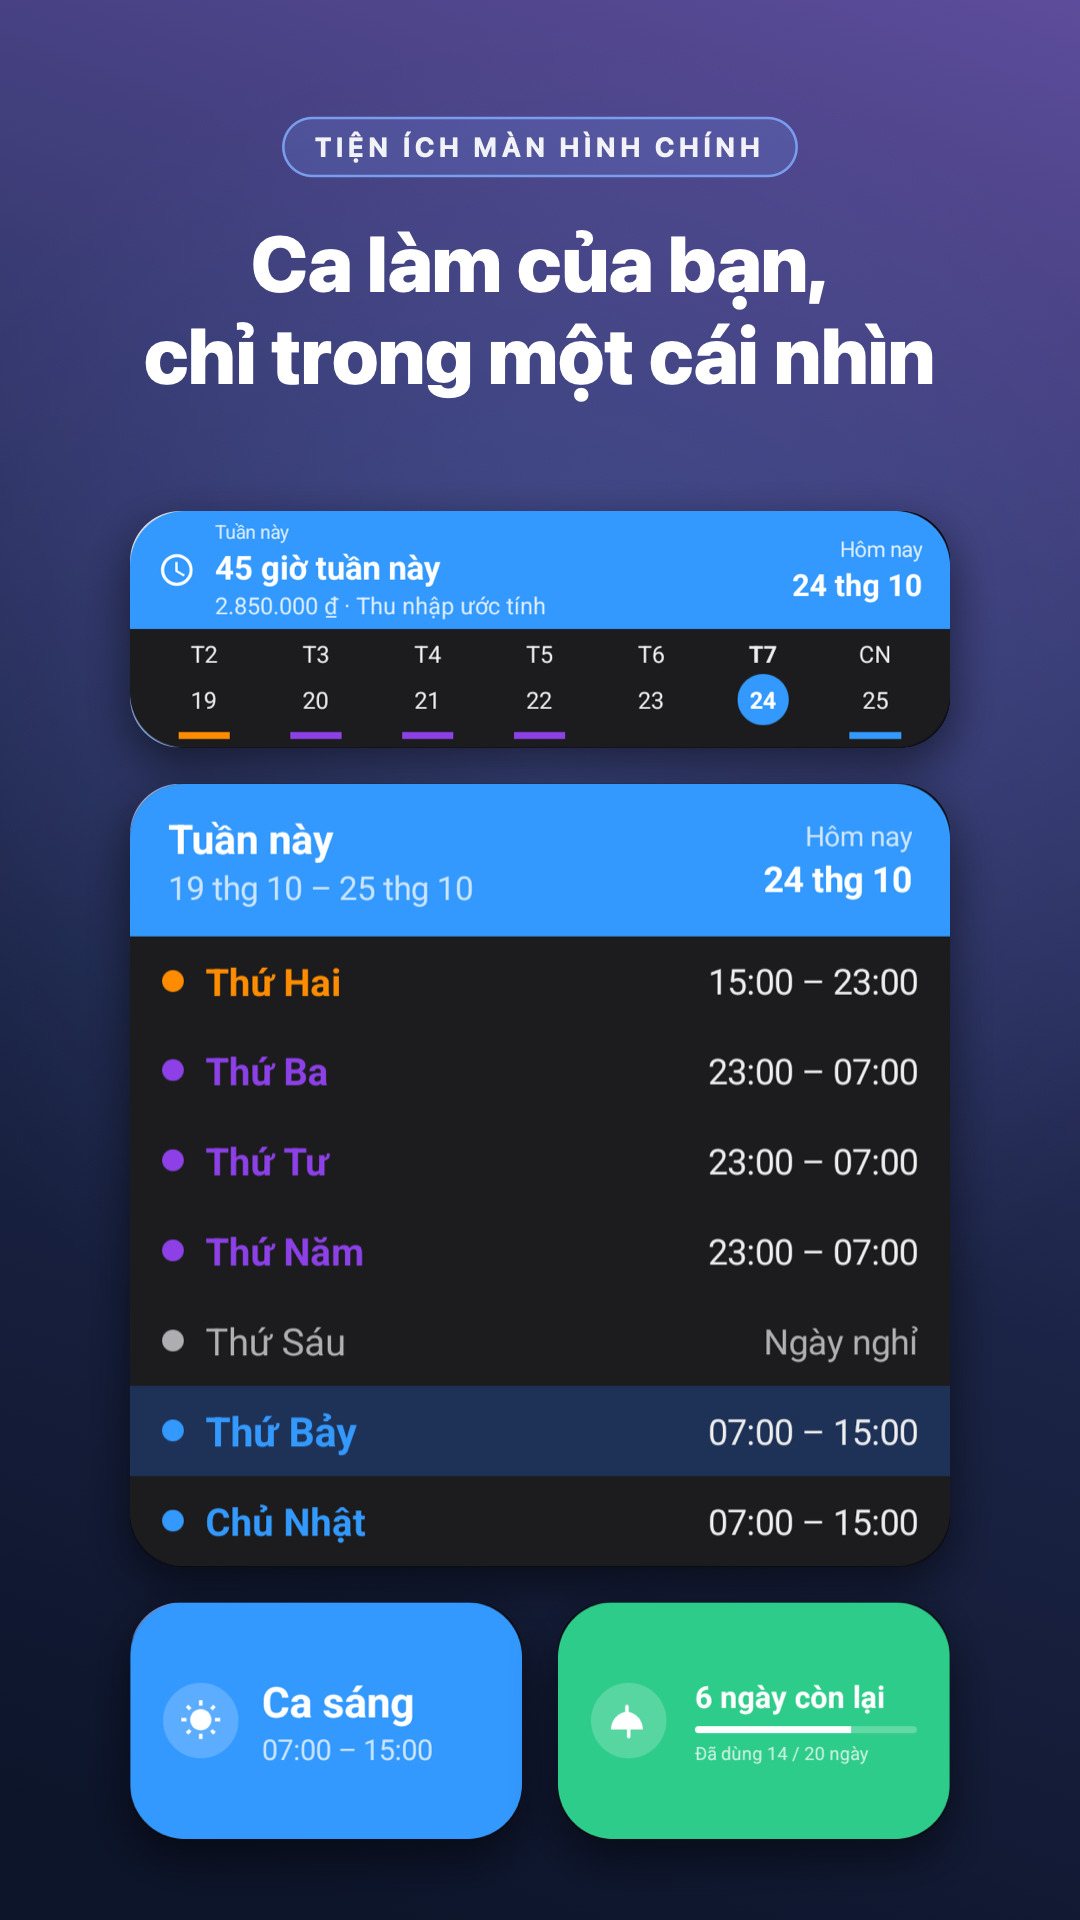 TIỆN ÍCH MÀN HÌNH CHÍNH
Ca làm của bạn,
chỉ trong một cái nhìn
Tuần này
45 giờ tuần này
2.850.000 ₫ · Thu nhập ước tính
Hôm nay
24 thg 10
T2 T3 T4 T5 T6 T7 CN
19 20 21 22 23 24 25
Tuần này
19 thg 10 – 25 thg 10
Hôm nay
24 thg 10
Thứ Hai 15:00 – 23:00
Thứ Ba 23:00 – 07:00
Thứ Tư 23:00 – 07:00
Thứ Năm 23:00 – 07:00
Thứ Sáu Ngày nghỉ
Thứ Bảy 07:00 – 15:00
Chủ Nhật 07:00 – 15:00
Ca sáng
07:00 – 15:00
6 ngày còn lại
Đã dùng 14 / 20 ngày